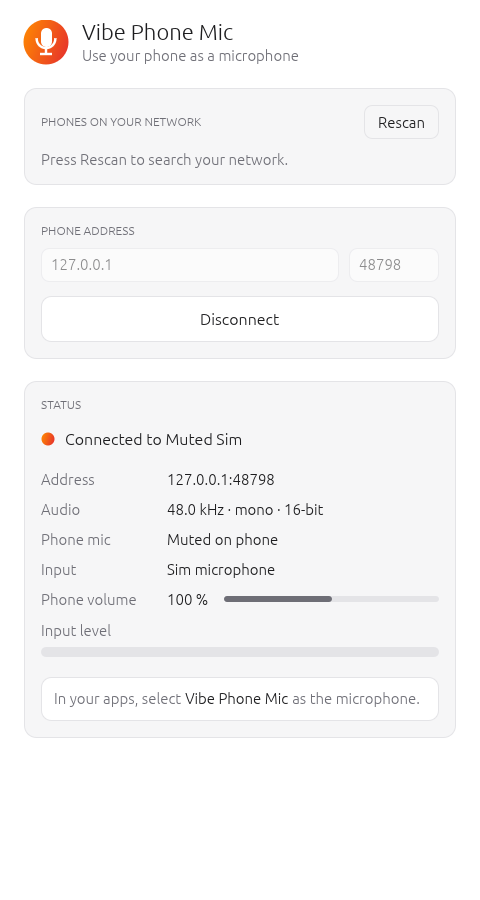 Vibe Phone Mic
Use your phone as a microphone
PHONES ON YOUR NETWORK
Rescan
Press Rescan to search your network.
PHONE ADDRESS
127.0.0.1
48798
Disconnect
STATUS
Connected to Muted Sim
Address 127.0.0.1:48798
Audio 48.0 kHz · mono · 16-bit
Phone mic Muted on phone
Input Sim microphone
Phone volume 100 %
Input level
In your apps, select Vibe Phone Mic as the microphone.